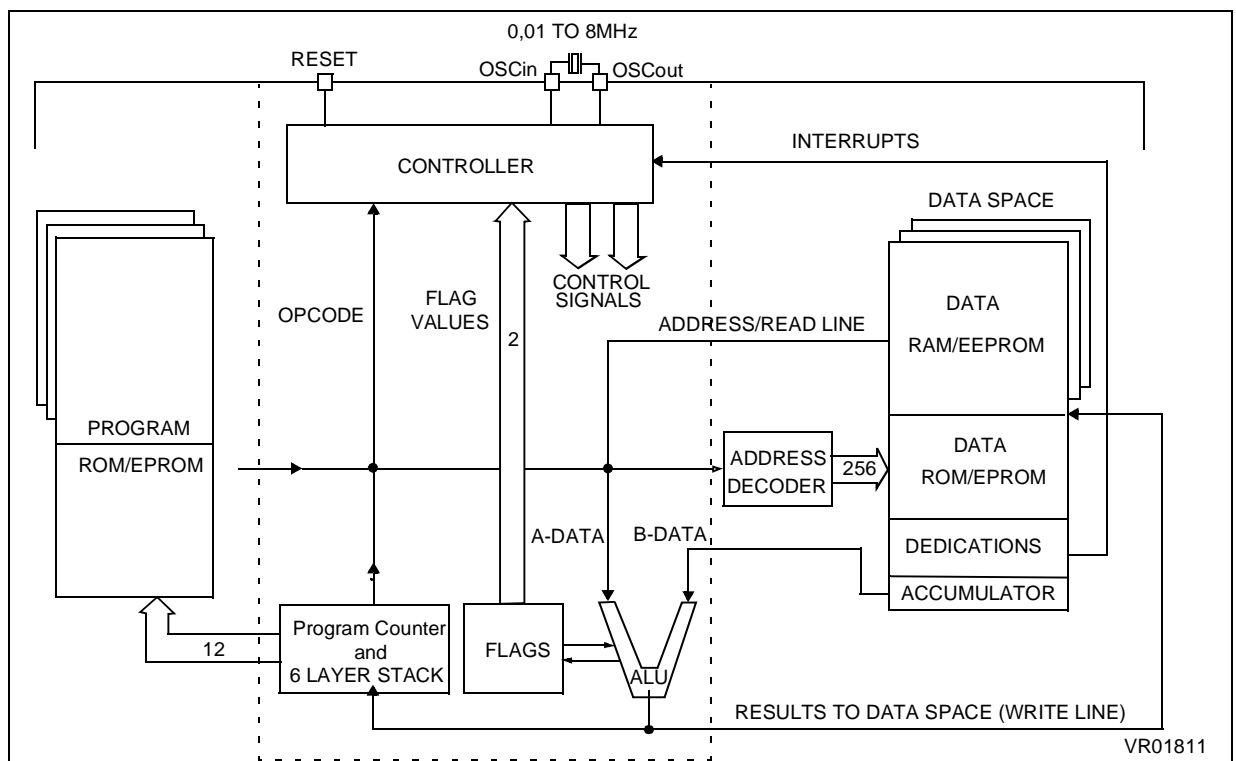 0,01 TO 8MHz
RESET
OSCin
OSCout
INTERRUPTS
CONTROLLER
DATA SPACE
CONTROL
SIGNALS
FLAG
VALUES
OPCODE
2
ADDRESS/READ LINE
DATA
RAM/EEPROM
PROGRAM
ROM/EPROM
ADDRESS
DECODER
256
DATA
ROM/EPROM
A-DATA
B-DATA
DEDICATIONS
ACCUMULATOR
12
Program Counter
and
6 LAYER STACK
FLAGS
ALU
RESULTS TO DATA SPACE (WRITE LINE)
VR01811